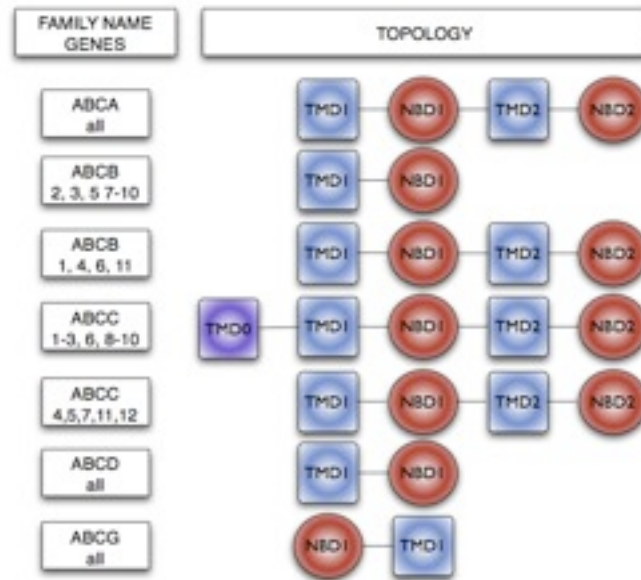 FAMILY NAME
GENES
TOPOLOGY
ABCA
all
TMD1 NBD1 TMD2 NBD2
ABCB
2, 3, 5 7-10
TMD1 NBD1
ABCB
1, 4, 6, 11
TMD1 NBD1 TMD2 NBD2
ABCC
1-3, 6, 8-10
TMD0 TMD1 NBD1 TMD2 NBD2
ABCC
4,5,7,11,12
TMD1 NBD1 TMD2 NBD2
ABCD
all
TMD1 NBD1
ABCG
all
NBD1 TMD1